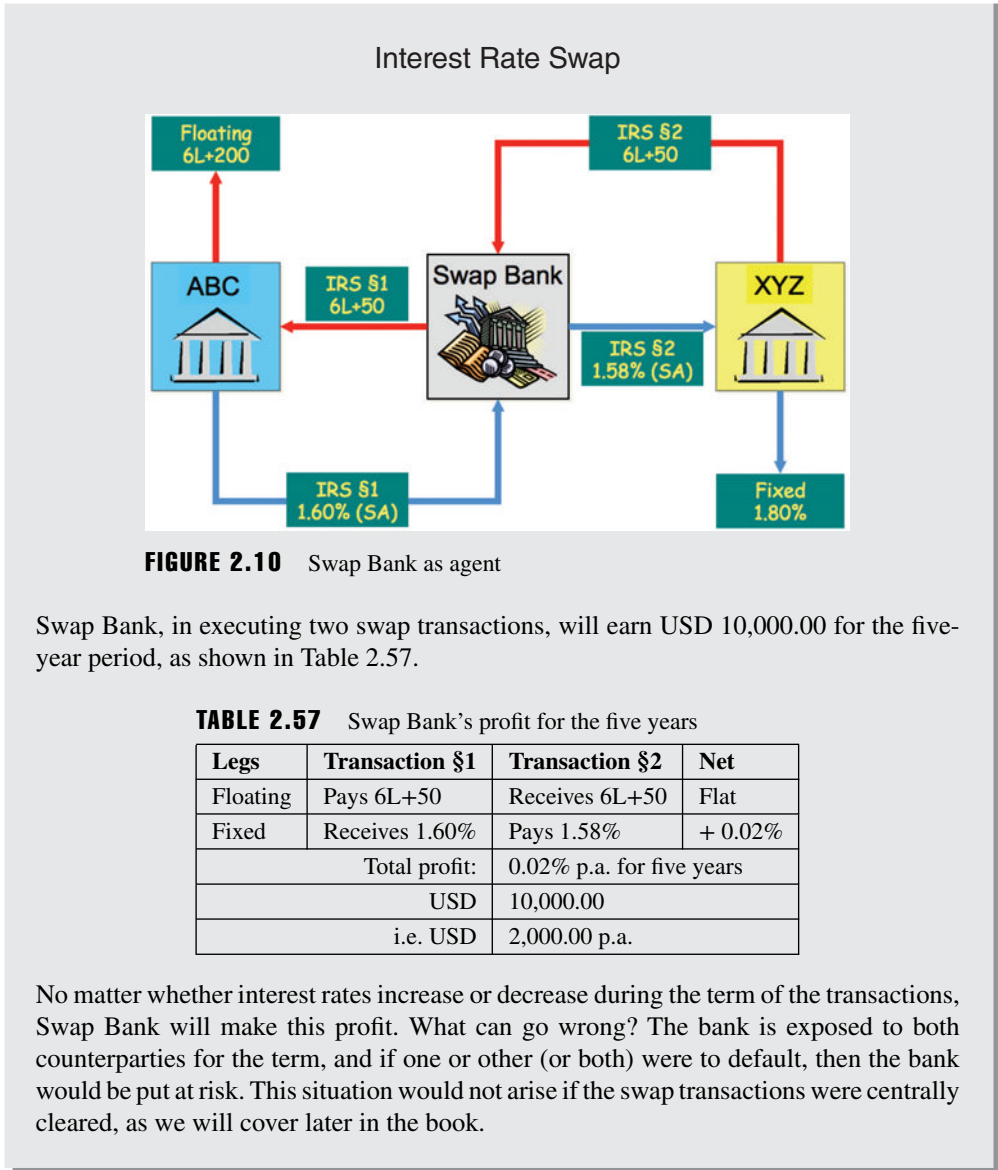 Interest Rate Swap
Floating
6L+200
IRS §2
6L+50
ABC
IRS §1
6L+50
Swap Bank
XYZ
IRS §2
1.58% (SA)
IRS §1
1.60% (SA)
Fixed
1.80%
FIGURE 2.10 Swap Bank as agent
Swap Bank, in executing two swap transactions, will earn USD 10,000.00 for the five-
year period, as shown in Table 2.57.
TABLE 2.57 Swap Bank's profit for the five years
Legs Transaction §1 Transaction §2 Net
Floating Pays 6L+50 Receives 6L+50 Flat
Fixed Receives 1.60% Pays 1.58% + 0.02%
Total profit: 0.02% p.a. for five years
USD 10,000.00
i.e. USD 2,000.00 p.a.
No matter whether interest rates increase or decrease during the term of the transactions,
Swap Bank will make this profit. What can go wrong? The bank is exposed to both
counterparties for the term, and if one or other (or both) were to default, then the bank
would be put at risk. This situation would not arise if the swap transactions were centrally
cleared, as we will cover later in the book.